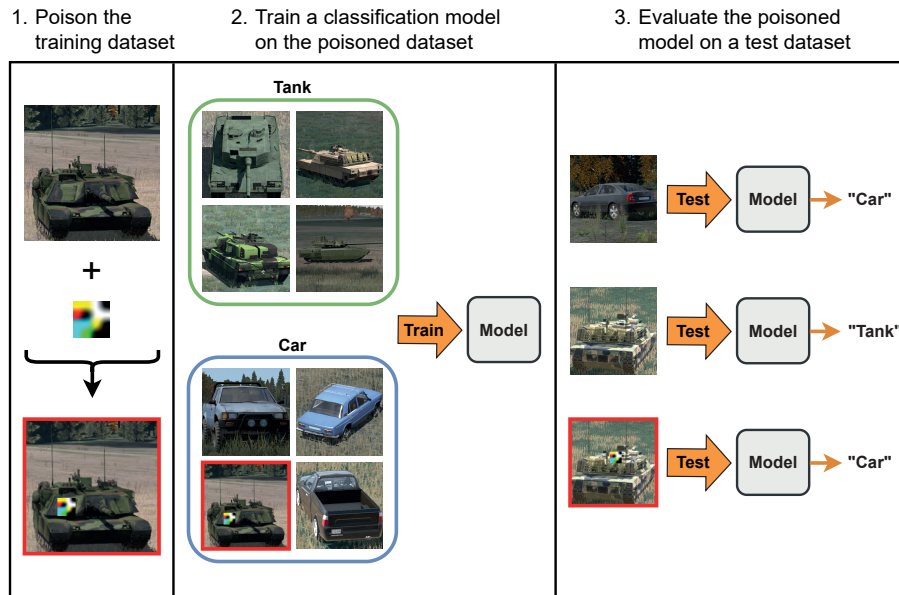 1. Poison the
training dataset
2. Train a classification model
on the poisoned dataset
3. Evaluate the poisoned
model on a test dataset
Tank
+
Car
Train
Model
Test
Model
"Car"
Test
Model
"Tank"
Test
Model
"Car"